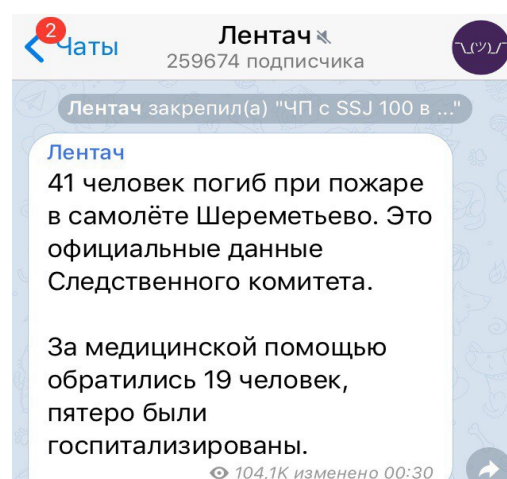 2
Чаты
Лентач
259674 подписчика
¯\_(ツ)_/¯
Лентач закрепил(а) "ЧП с SSJ 100 в ..."
Лентач
41 человек погиб при пожаре
в самолёте Шереметьево. Это
официальные данные
Следственного комитета.
За медицинской помощью
обратились 19 человек,
пятеро были
госпитализированы.
104.1K изменено 00:30